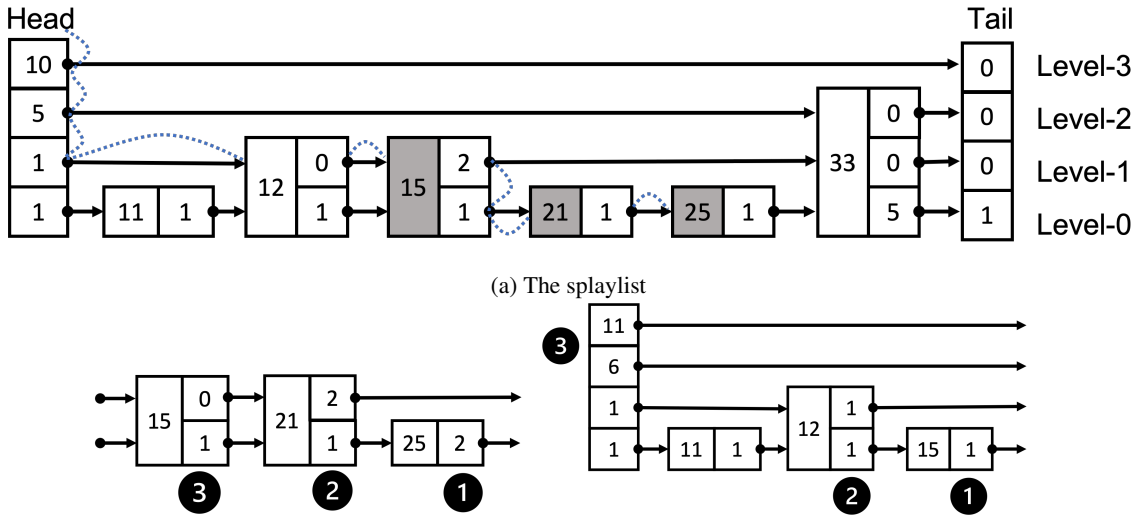 Head Tail
10 0 Level-3
5 0 0 Level-2
1 12 0 15 2 33 0 0 Level-1
1 11 1 1 1 21 1 25 1 5 1 Level-0
(a) The splaylist
15 0 21 2
1 1 25 2
3 2 1
3 11
6
1 12 1
1 11 1 1 15 1
2 1